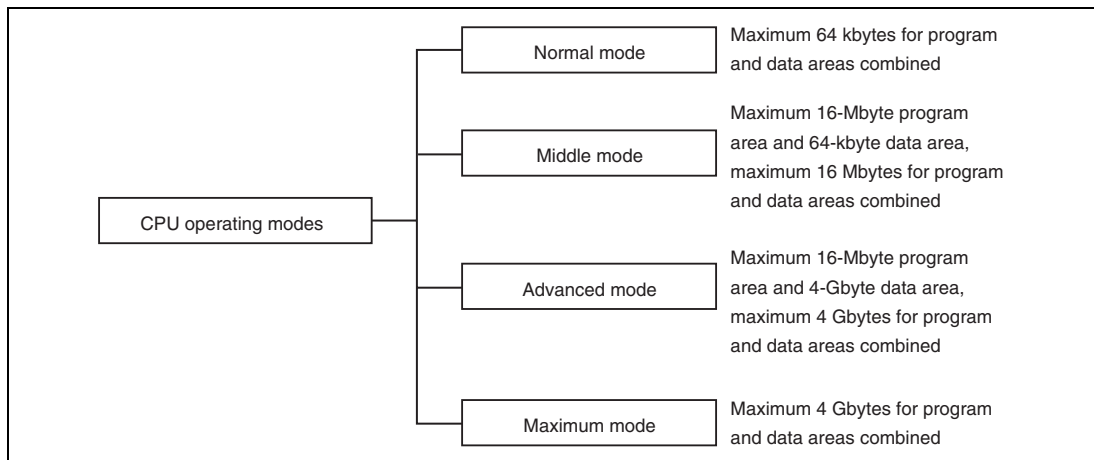 CPU operating modes
Normal mode
Maximum 64 kbytes for program
and data areas combined
Middle mode
Maximum 16-Mbyte program
area and 64-kbyte data area,
maximum 16 Mbytes for program
and data areas combined
Advanced mode
Maximum 16-Mbyte program
area and 4-Gbyte data area,
maximum 4 Gbytes for program
and data areas combined
Maximum mode
Maximum 4 Gbytes for program
and data areas combined